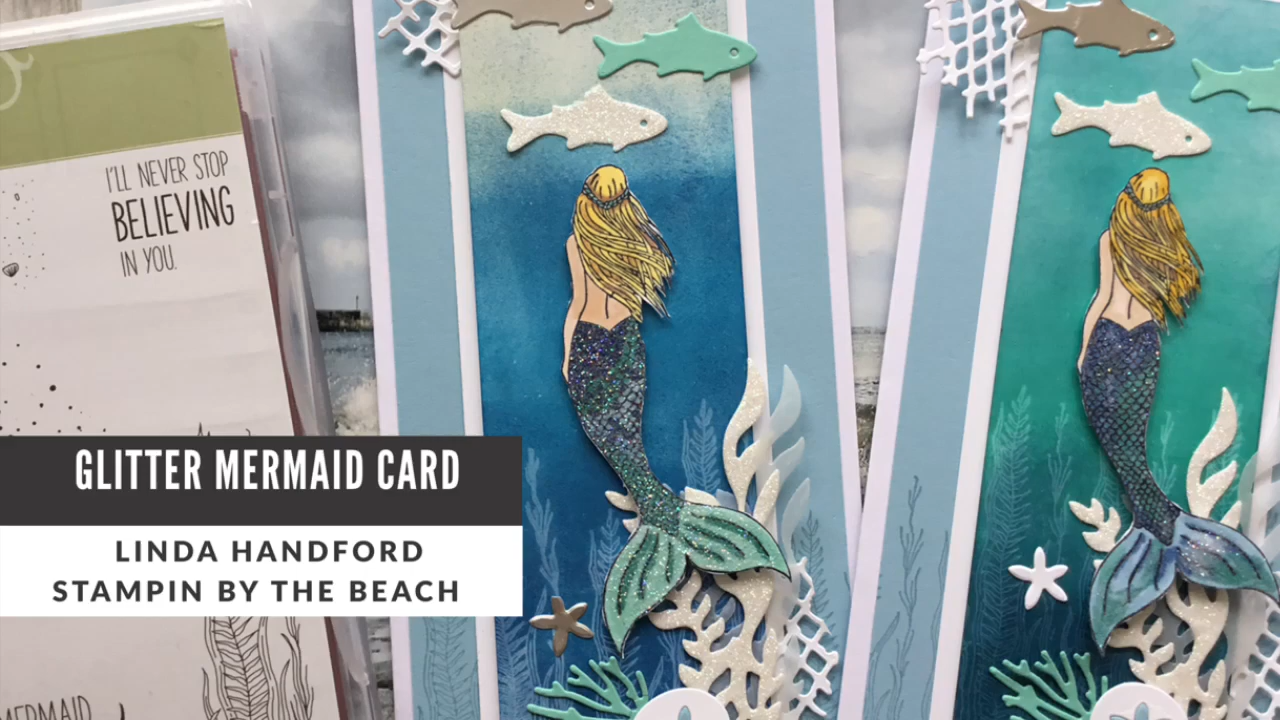 I'LL NEVER STOP
BELIEVING
IN YOU.
GLITTER MERMAID CARD
LINDA HANDFORD
STAMPIN BY THE BEACH
MERMAID